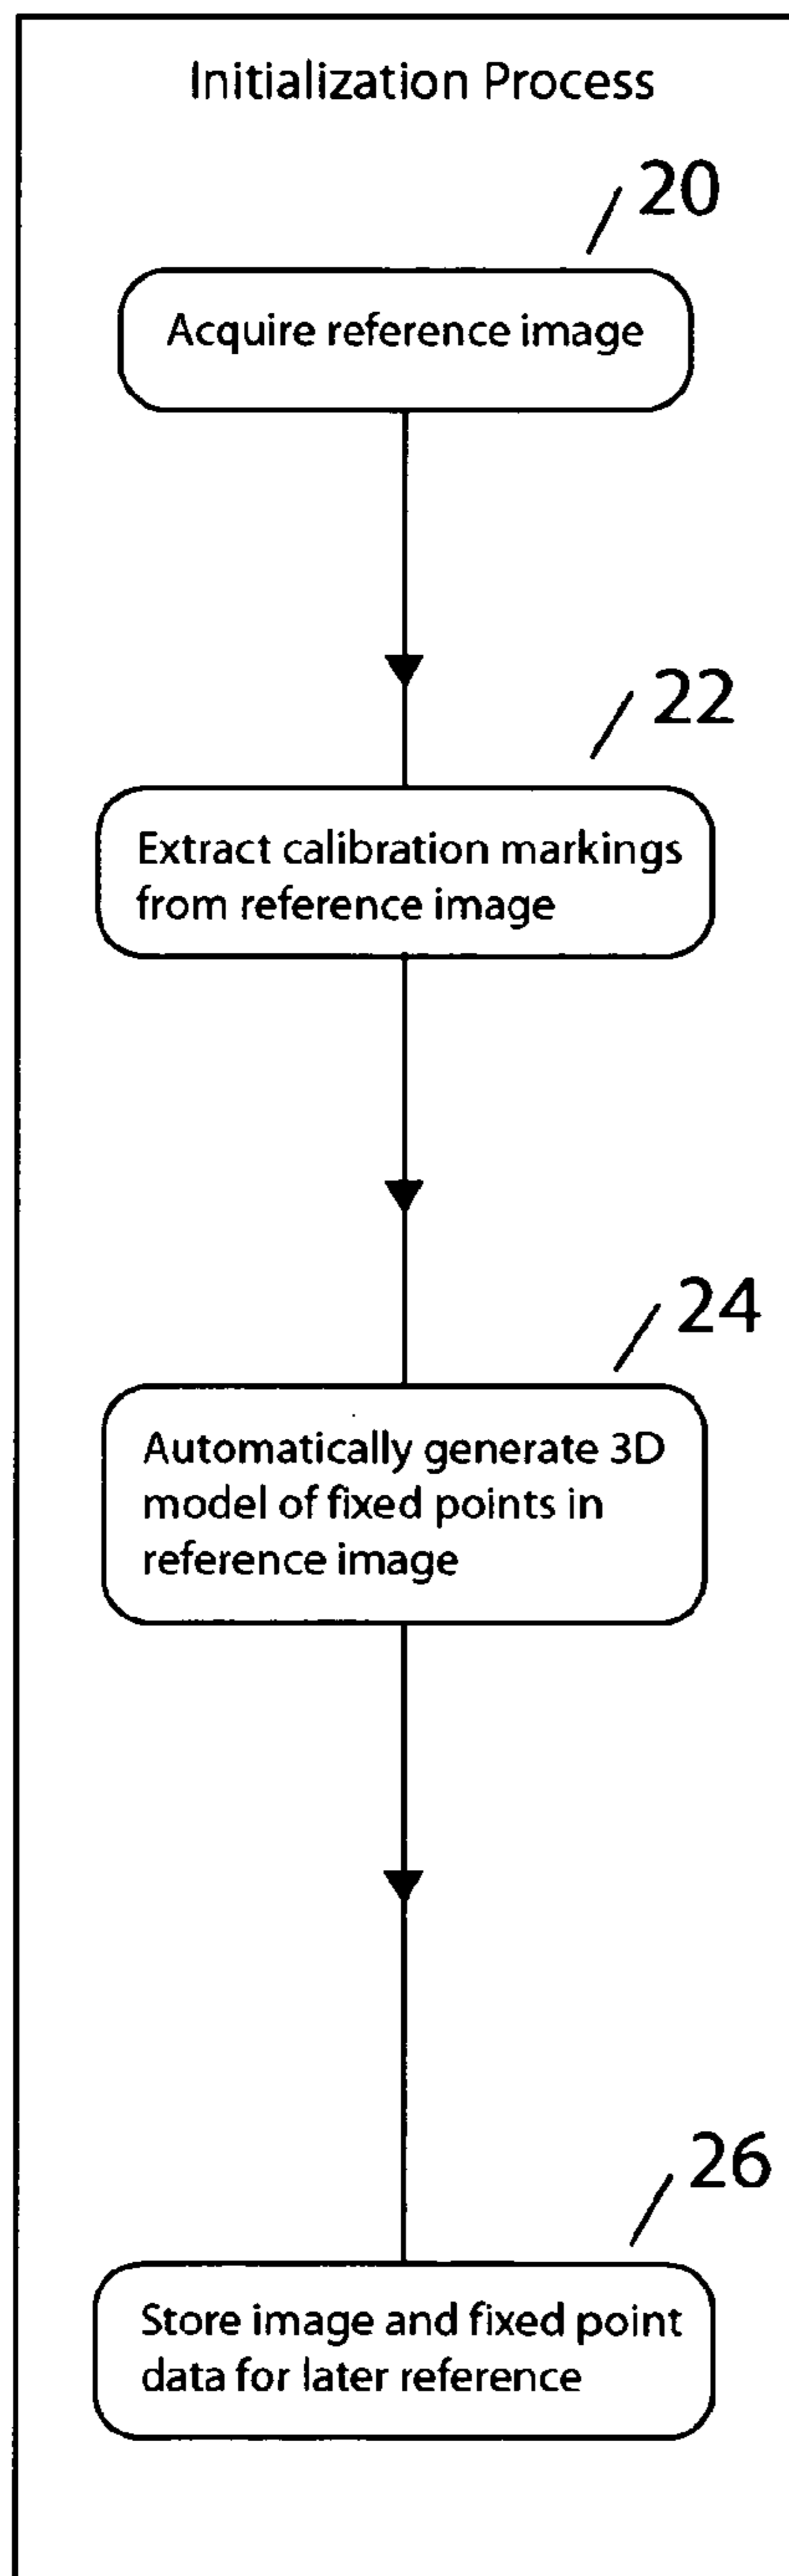 Initialization Process
20
Acquire reference image
22
Extract calibration markings
from reference image
24
Automatically generate 3D
model of fixed points in
reference image
26
Store image and fixed point
data for later reference